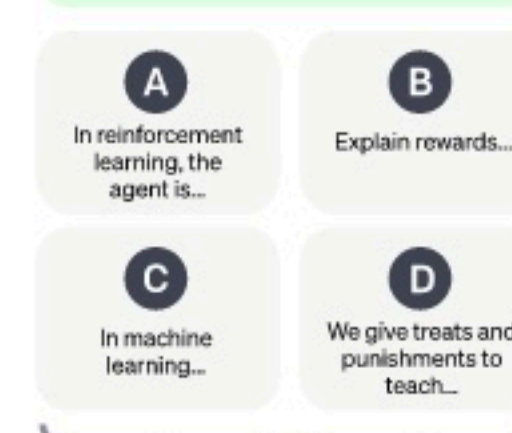 A
In reinforcement
learning, the
agent is...
B
Explain rewards...
C
In machine
learning...
D
We give treats and
punishments to
teach...